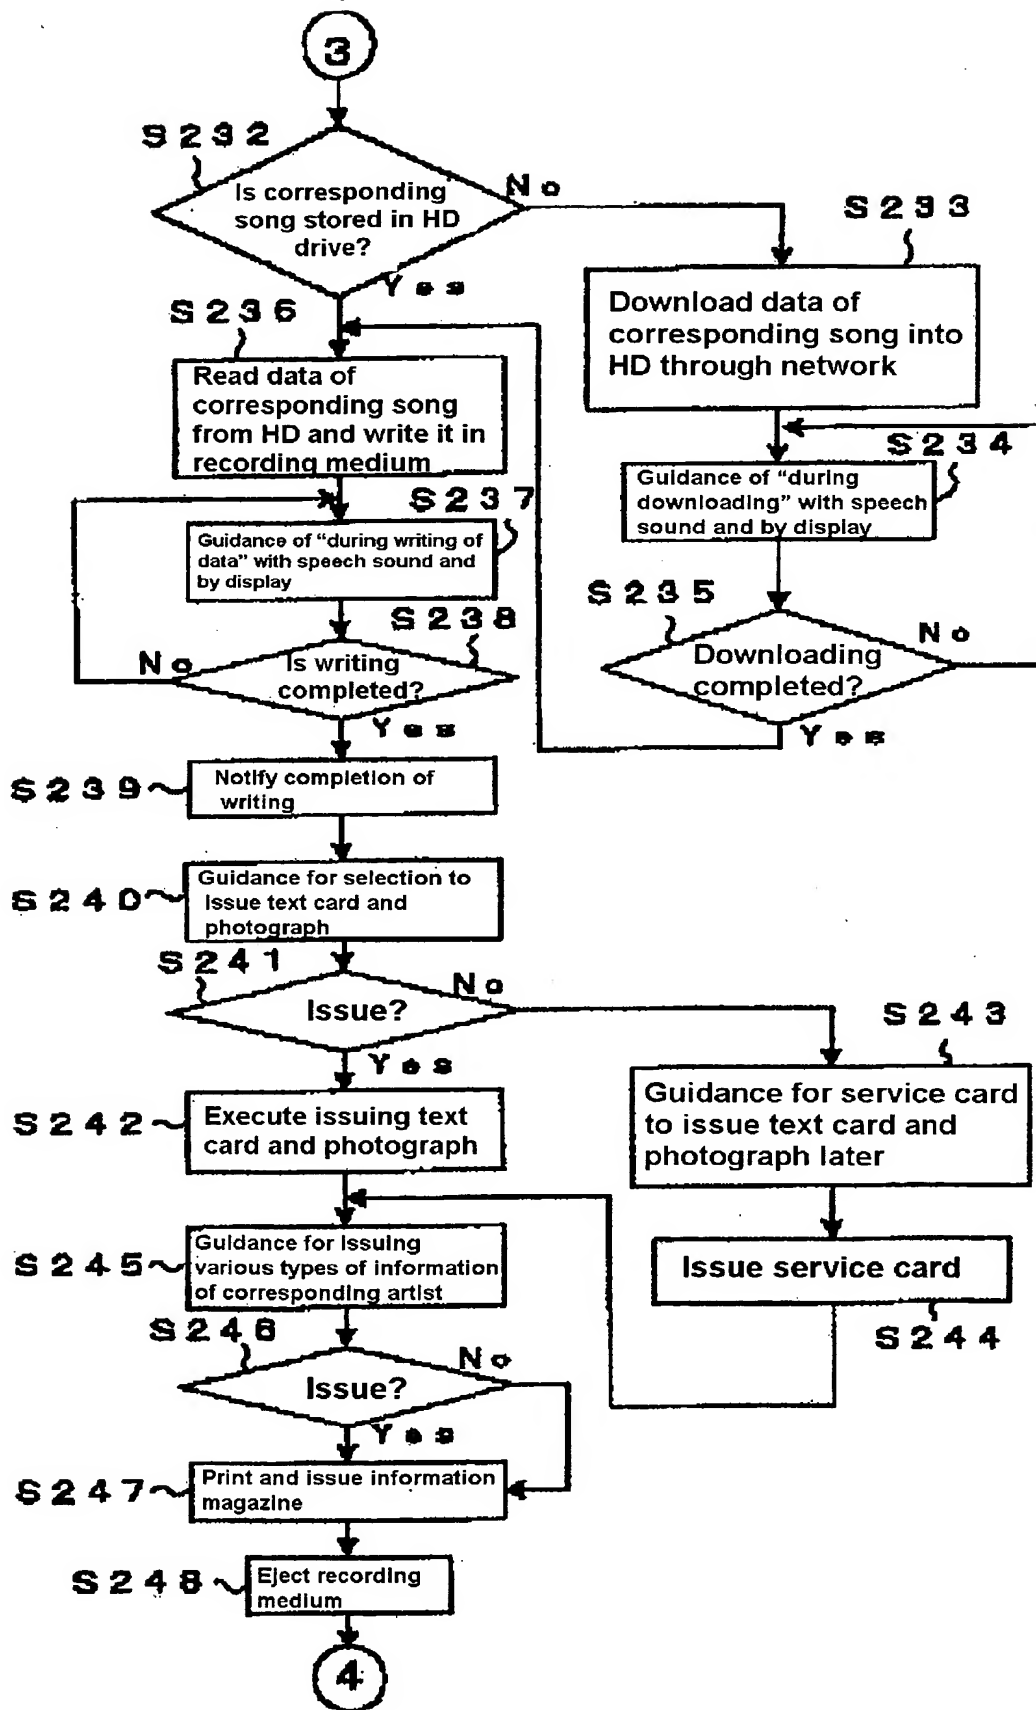 3
S232
Is corresponding
song stored in HD
drive?
No
Yes
S233
Download data of
corresponding song into
HD through network
S236
Read data of
corresponding song
from HD and write it in
recording medium
S234
Guidance of "during
downloading" with speech
sound and by display
S237
Guidance of "during writing of
data" with speech sound and
by display
S235
Downloading
completed?
No
Yes
S238
Is writing
completed?
No
Yes
S239
Notify completion of
writing
S240
Guidance for selection to
issue text card and
photograph
S241
Issue?
No
Yes
S243
Guidance for service card
to issue text card and
photograph later
S242
Execute issuing text
card and photograph
S244
Issue service card
S245
Guidance for issuing
various types of information
of corresponding artist
S246
Issue?
No
Yes
S247
Print and issue information
magazine
S248
Eject recording
medium
4